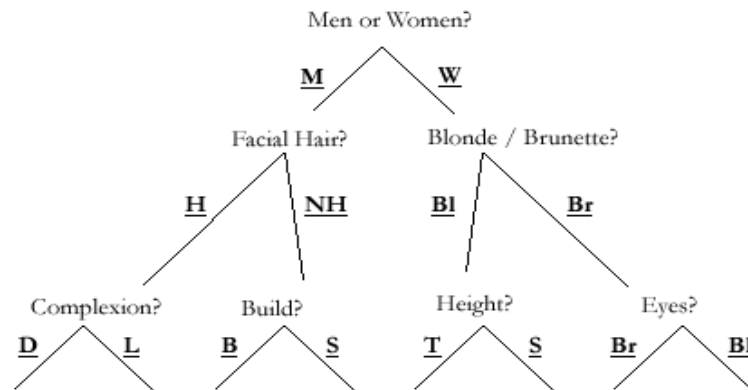 Men or Women?
M W
Facial Hair? Blonde / Brunette?
H NH Bl Br
Complexion? Build? Height? Eyes?
D L B S T S Br Bl